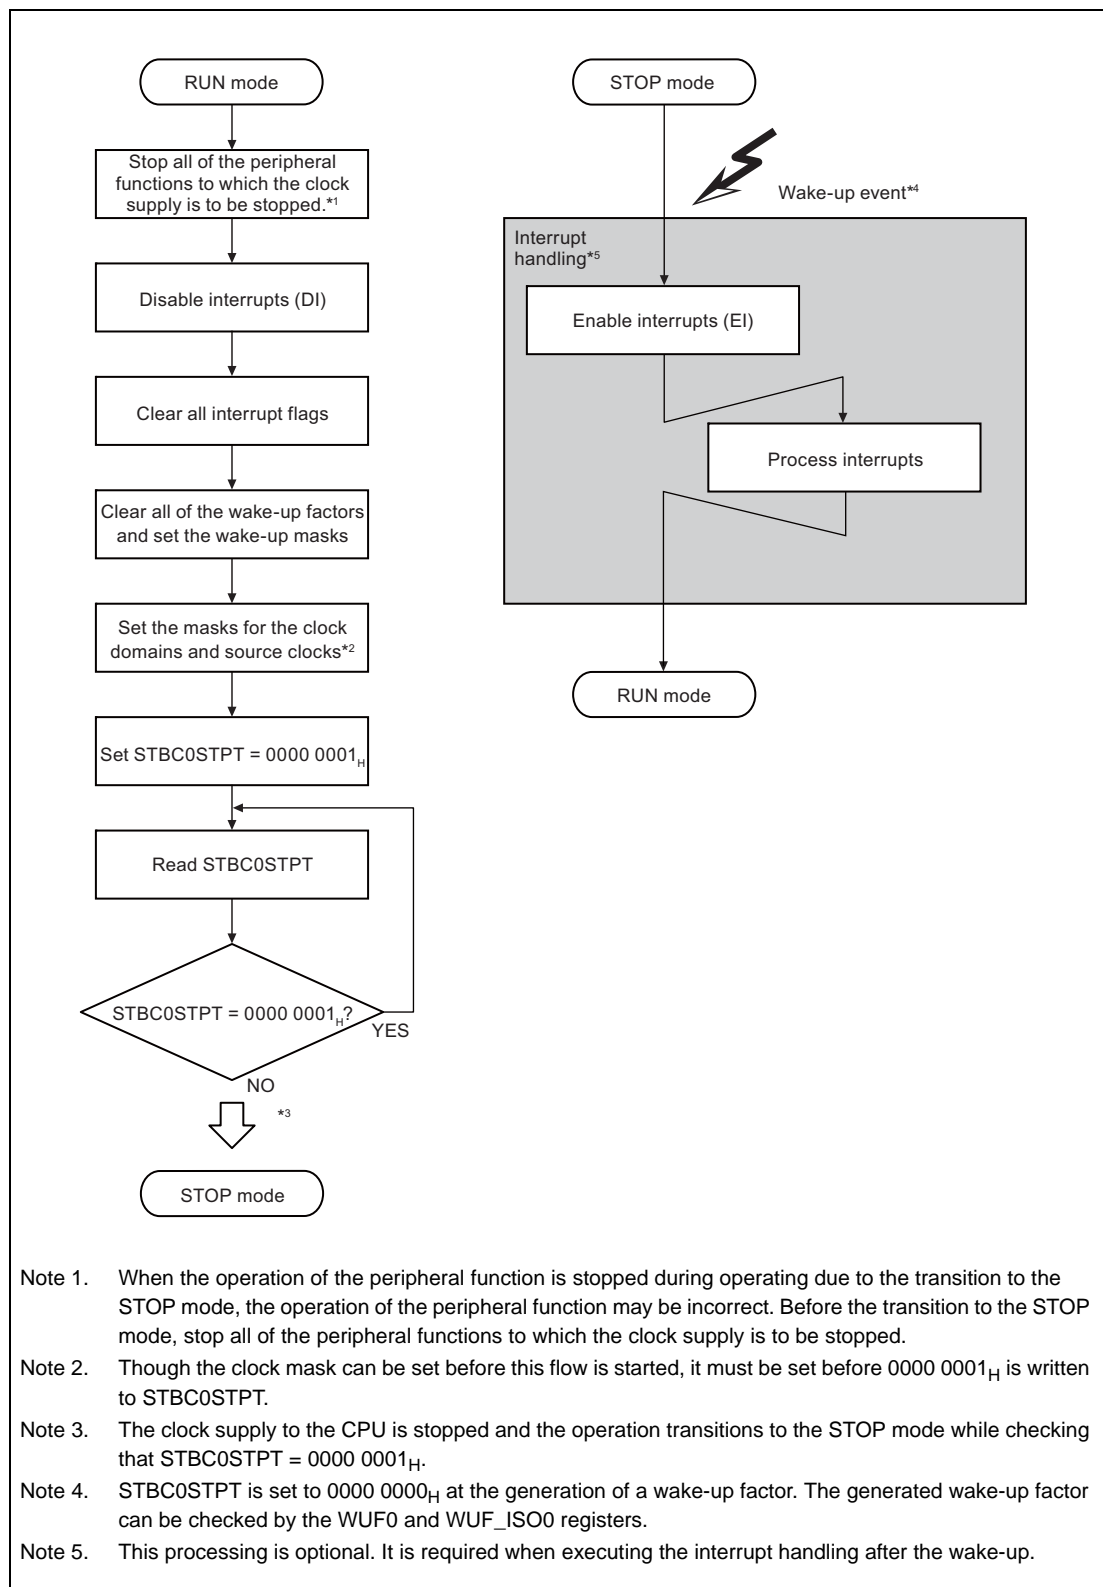 RUN mode
Stop all of the peripheral
functions to which the clock
supply is to be stopped.*1
Disable interrupts (DI)
Clear all interrupt flags
Clear all of the wake-up factors
and set the wake-up masks
Set the masks for the clock
domains and source clocks*2
Set STBC0STPT = 0000 0001H
Read STBC0STPT
STBC0STPT = 0000 0001H?
YES
NO
*3
STOP mode
STOP mode
Wake-up event*4
Interrupt
handling*5
Enable interrupts (EI)
Process interrupts
RUN mode
Note 1. When the operation of the peripheral function is stopped during operating due to the transition to the
STOP mode, the operation of the peripheral function may be incorrect. Before the transition to the STOP
mode, stop all of the peripheral functions to which the clock supply is to be stopped.
Note 2. Though the clock mask can be set before this flow is started, it must be set before 0000 0001H is written
to STBC0STPT.
Note 3. The clock supply to the CPU is stopped and the operation transitions to the STOP mode while checking
that STBC0STPT = 0000 0001H.
Note 4. STBC0STPT is set to 0000 0000H at the generation of a wake-up factor. The generated wake-up factor
can be checked by the WUF0 and WUF_ISO0 registers.
Note 5. This processing is optional. It is required when executing the interrupt handling after the wake-up.